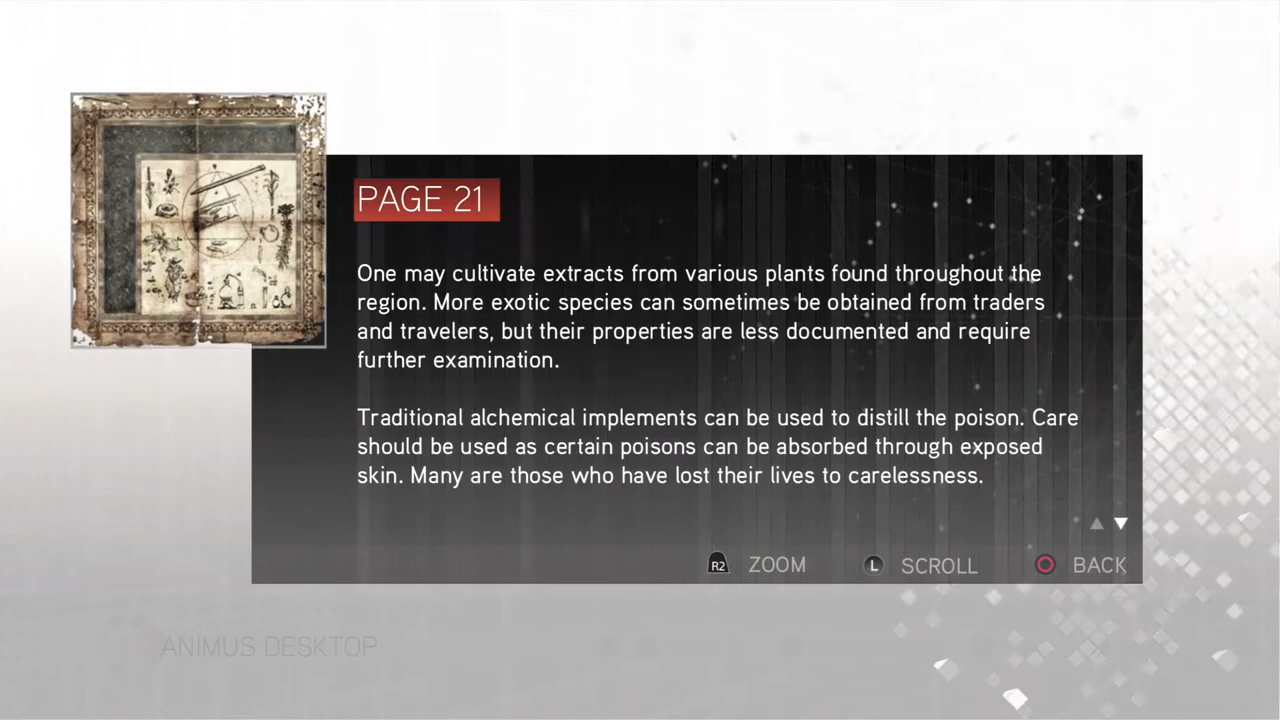 PAGE 21
One may cultivate extracts from various plants found throughout the
region. More exotic species can sometimes be obtained from traders
and travelers, but their properties are less documented and require
further examination.
Traditional alchemical implements can be used to distill the poison. Care
should be used as certain poisons can be absorbed through exposed
skin. Many are those who have lost their lives to carelessness.
R2 ZOOM L SCROLL BACK
ANIMUS DESKTOP